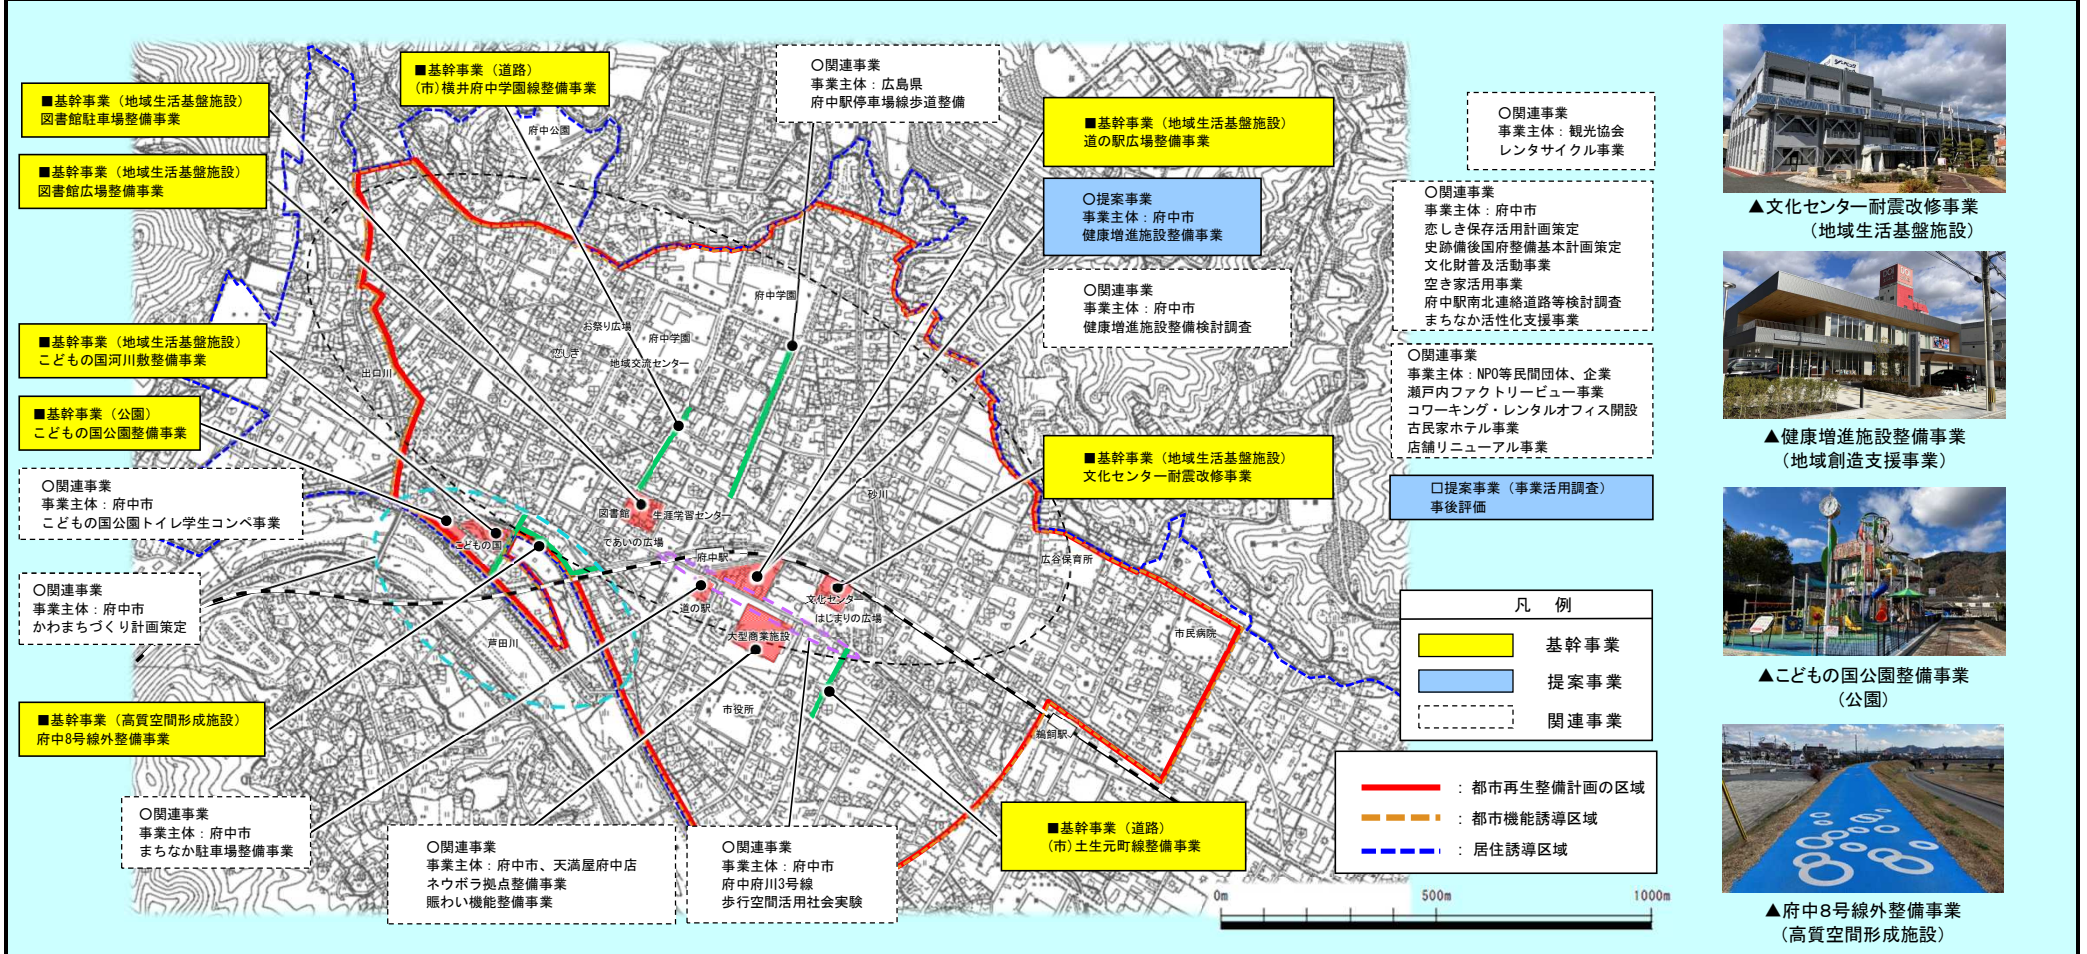 ■基幹事業（地域生活基盤施設）
図書館駐車場整備事業
■基幹事業（地域生活基盤施設）
図書館広場整備事業
■基幹事業（地域生活基盤施設）
こどもの国河川敷整備事業
■基幹事業（公園）
こどもの国公園整備事業
○関連事業
事業主体：府中市
こどもの国公園トイレ学生コンペ事業
○関連事業
事業主体：府中市
かわまちづくり計画策定
■基幹事業（高質空間形成施設）
府中8号線外整備事業
○関連事業
事業主体：府中市
まちなか駐車場整備事業
■基幹事業（道路）
(市)横井府中学園線整備事業
○関連事業
事業主体：広島県
府中駅停車場線歩道整備
■基幹事業（地域生活基盤施設）
道の駅広場整備事業
○提案事業
事業主体：府中市
健康増進施設整備事業
○関連事業
事業主体：府中市
健康増進施設整備検討調査
■基幹事業（地域生活基盤施設）
文化センター耐震改修事業
府中公園
府中学園
お祭り広場
府中学園
恋しき
地域交流センター
出口川
砂川
図書館
生涯学習センター
こどもの国
であいの広場
府中駅
広谷保育所
道の駅
文化センター
はじまりの広場
大型商業施設
市民病院
芦田川
市役所
鵜飼駅
○関連事業
事業主体：府中市、天満屋府中店
ネウボラ拠点整備事業
賑わい機能整備事業
○関連事業
事業主体：府中市
府中府川3号線
歩行空間活用社会実験
■基幹事業（道路）
(市)土生元町線整備事業
○関連事業
事業主体：観光協会
レンタサイクル事業
○関連事業
事業主体：府中市
恋しき保存活用計画策定
史跡備後国府整備基本計画策定
文化財普及活動事業
空き家活用事業
府中駅南北連絡道路等検討調査
まちなか活性化支援事業
○関連事業
事業主体：NPO等民間団体、企業
瀬戸内ファクトリービュー事業
コワーキング・レンタルオフィス開設
古民家ホテル事業
店舗リニューアル事業
□提案事業（事業活用調査）
事後評価
凡　例
基幹事業
提案事業
関連事業
：都市再生整備計画の区域
：都市機能誘導区域
：居住誘導区域
0m
500m
1000m
▲文化センター耐震改修事業
（地域生活基盤施設）
▲健康増進施設整備事業
（地域創造支援事業）
▲こどもの国公園整備事業
（公園）
▲府中8号線外整備事業
（高質空間形成施設）